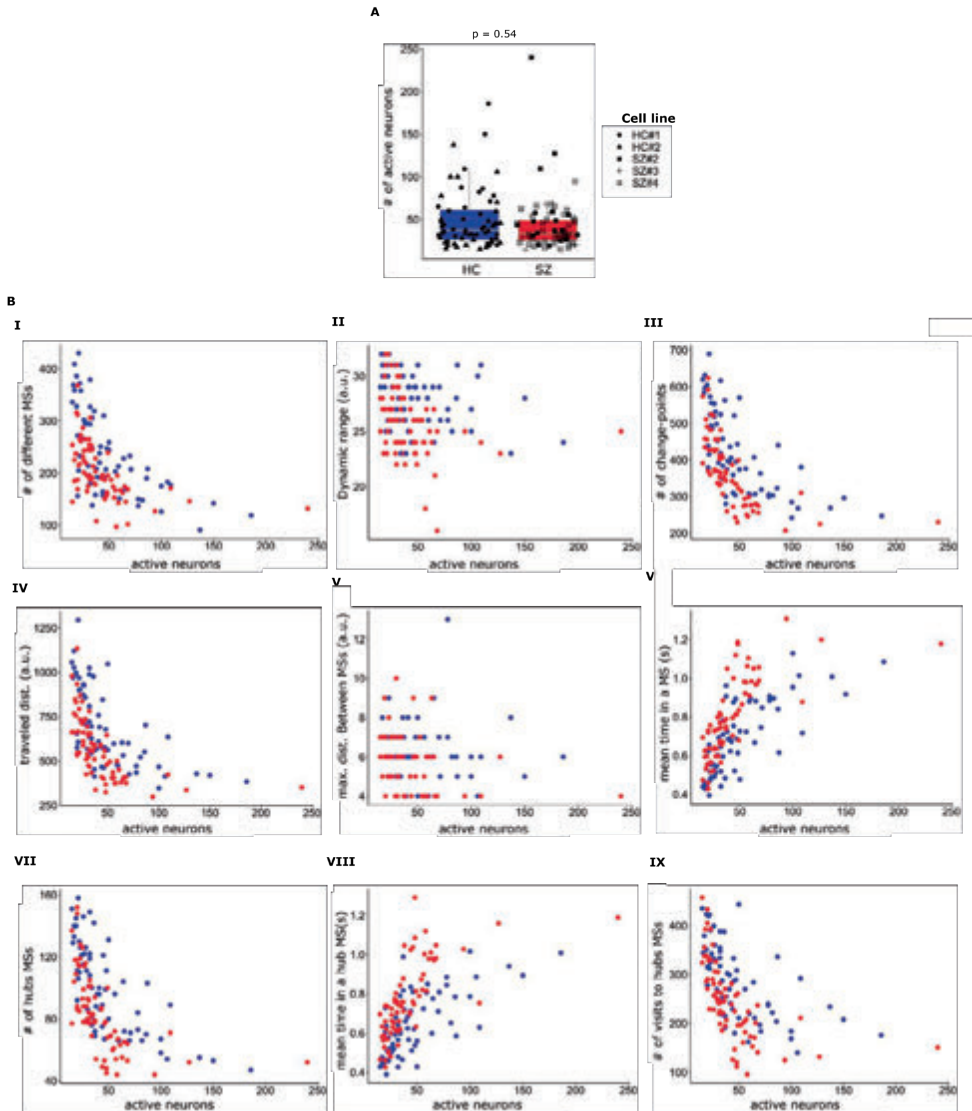 A
p = 0.54
# of active neurons
250
200
150
100
50
HC
SZ
Cell line
HC#1
HC#2
SZ#2
SZ#3
SZ#4
B
I
# of different MSs
400
300
200
100
50
100
150
200
250
active neurons
II
Dynamic range (a.u.)
30
25
20
50
100
150
200
250
active neurons
III
# of change-points
700
600
500
400
300
200
50
100
150
200
250
active neurons
IV
traveled dist. (a.u.)
1250
1000
750
500
250
50
100
150
200
250
active neurons
V
max. dist. Between MSs (a.u.)
12
10
8
6
4
50
100
150
200
250
active neurons
V
mean time in a MS (s)
1.2
1.0
0.8
0.6
0.4
50
100
150
200
250
active neurons
VII
# of hubs MSs
160
120
80
40
50
100
150
200
250
active neurons
VIII
mean time in a hub MS(s)
1.2
1.0
0.8
0.6
0.4
50
100
150
200
250
active neurons
IX
# of visits to hubs MSs
400
300
200
100
50
100
150
200
250
active neurons